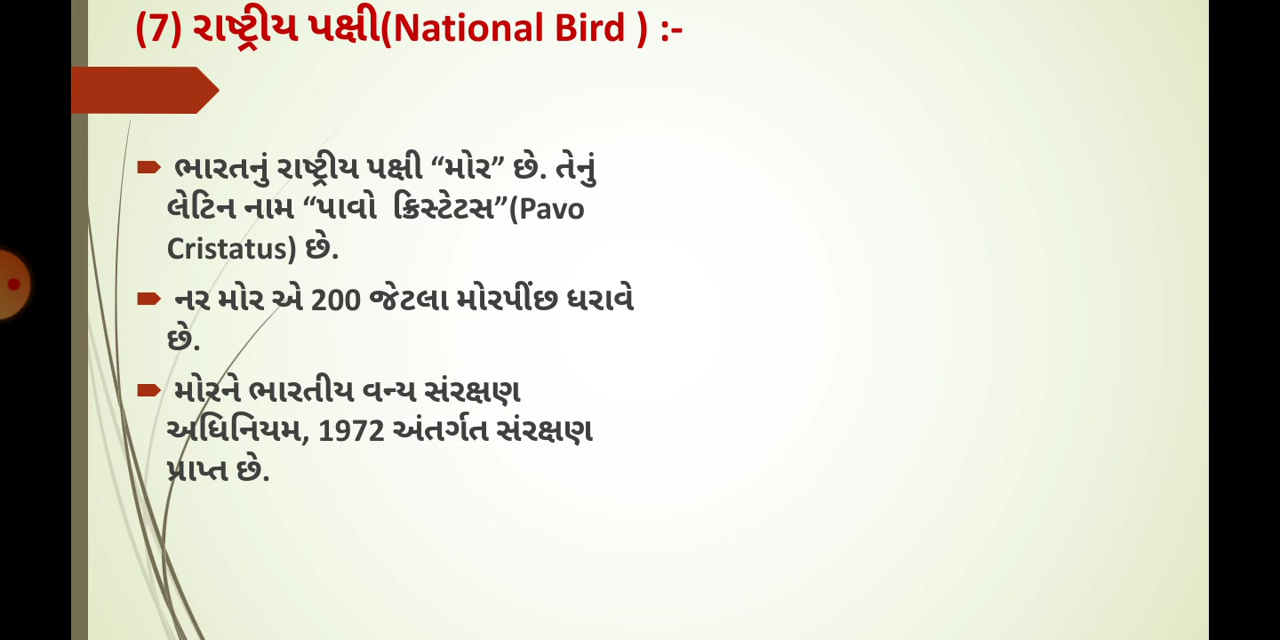 (7) રાષ્ટ્રીય પક્ષી(National Bird ) :-
ભારતનું રાષ્ટ્રીય પક્ષી “મોર” છે. તેનું
લેટિન નામ “પાવો ક્રિસ્ટેટસ”(Pavo
Cristatus) છે.
નર મોર એ 200 જેટલા મોરપીંછ ધરાવે
છે.
મોરને ભારતીય વન્ય સંરક્ષણ
અધિનિયમ, 1972 અંતર્ગત સંરક્ષણ
પ્રાપ્ત છે.